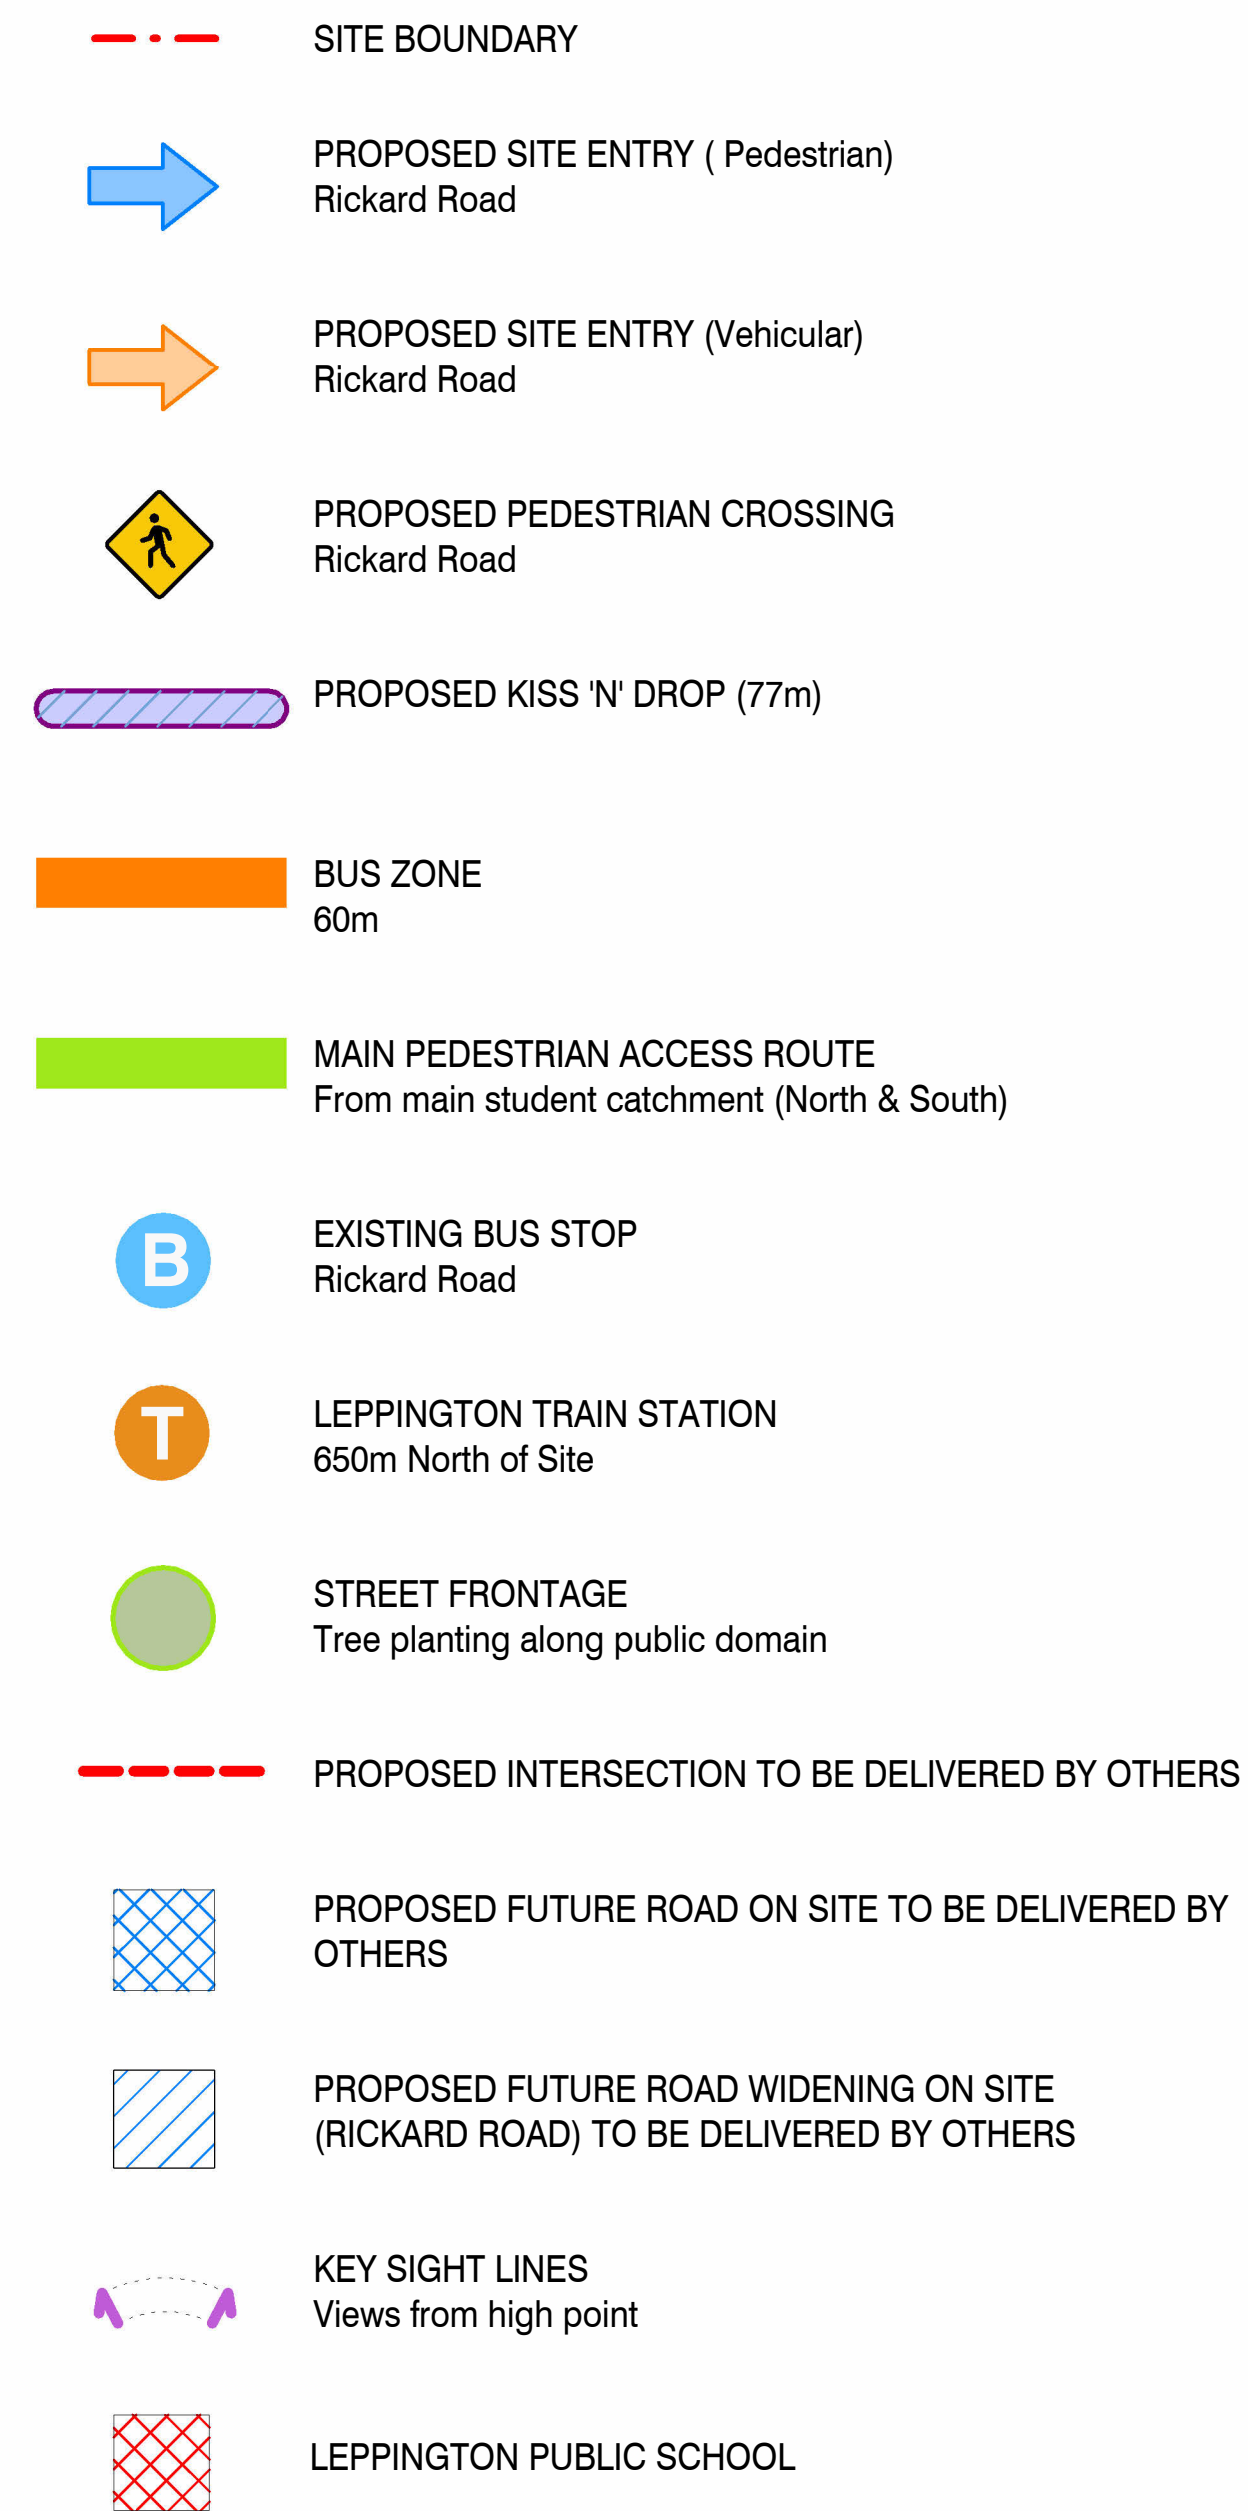 SITE BOUNDARY
PROPOSED SITE ENTRY ( Pedestrian)
Rickard Road
PROPOSED SITE ENTRY (Vehicular)
Rickard Road
PROPOSED PEDESTRIAN CROSSING
Rickard Road
PROPOSED KISS 'N' DROP (77m)
BUS ZONE
60m
MAIN PEDESTRIAN ACCESS ROUTE
From main student catchment (North & South)
B
EXISTING BUS STOP
Rickard Road
T
LEPPINGTON TRAIN STATION
650m North of Site
STREET FRONTAGE
Tree planting along public domain
PROPOSED INTERSECTION TO BE DELIVERED BY OTHERS
PROPOSED FUTURE ROAD ON SITE TO BE DELIVERED BY
OTHERS
PROPOSED FUTURE ROAD WIDENING ON SITE
(RICKARD ROAD) TO BE DELIVERED BY OTHERS
KEY SIGHT LINES
Views from high point
LEPPINGTON PUBLIC SCHOOL